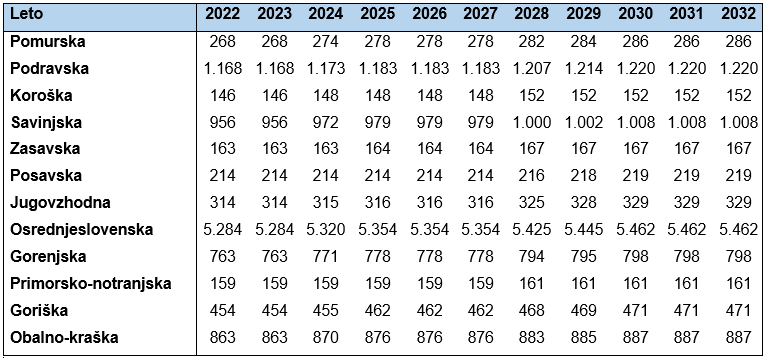 Leto 2022 2023 2024 2025 2026 2027 2028 2029 2030 2031 2032
Pomurska 268 268 274 278 278 278 282 284 286 286 286
Podravska 1.168 1.168 1.173 1.183 1.183 1.183 1.207 1.214 1.220 1.220 1.220
Koroška 146 146 148 148 148 148 152 152 152 152 152
Savinjska 956 956 972 979 979 979 1.000 1.002 1.008 1.008 1.008
Zasavska 163 163 163 164 164 164 167 167 167 167 167
Posavska 214 214 214 214 214 214 216 218 219 219 219
Jugovzhodna 314 314 315 316 316 316 325 328 329 329 329
Osrednjeslovenska 5.284 5.284 5.320 5.354 5.354 5.354 5.425 5.445 5.462 5.462 5.462
Gorenjska 763 763 771 778 778 778 794 795 798 798 798
Primorsko-notranjska 159 159 159 159 159 159 161 161 161 161 161
Goriška 454 454 455 462 462 462 468 469 471 471 471
Obalno-kraška 863 863 870 876 876 876 883 885 887 887 887